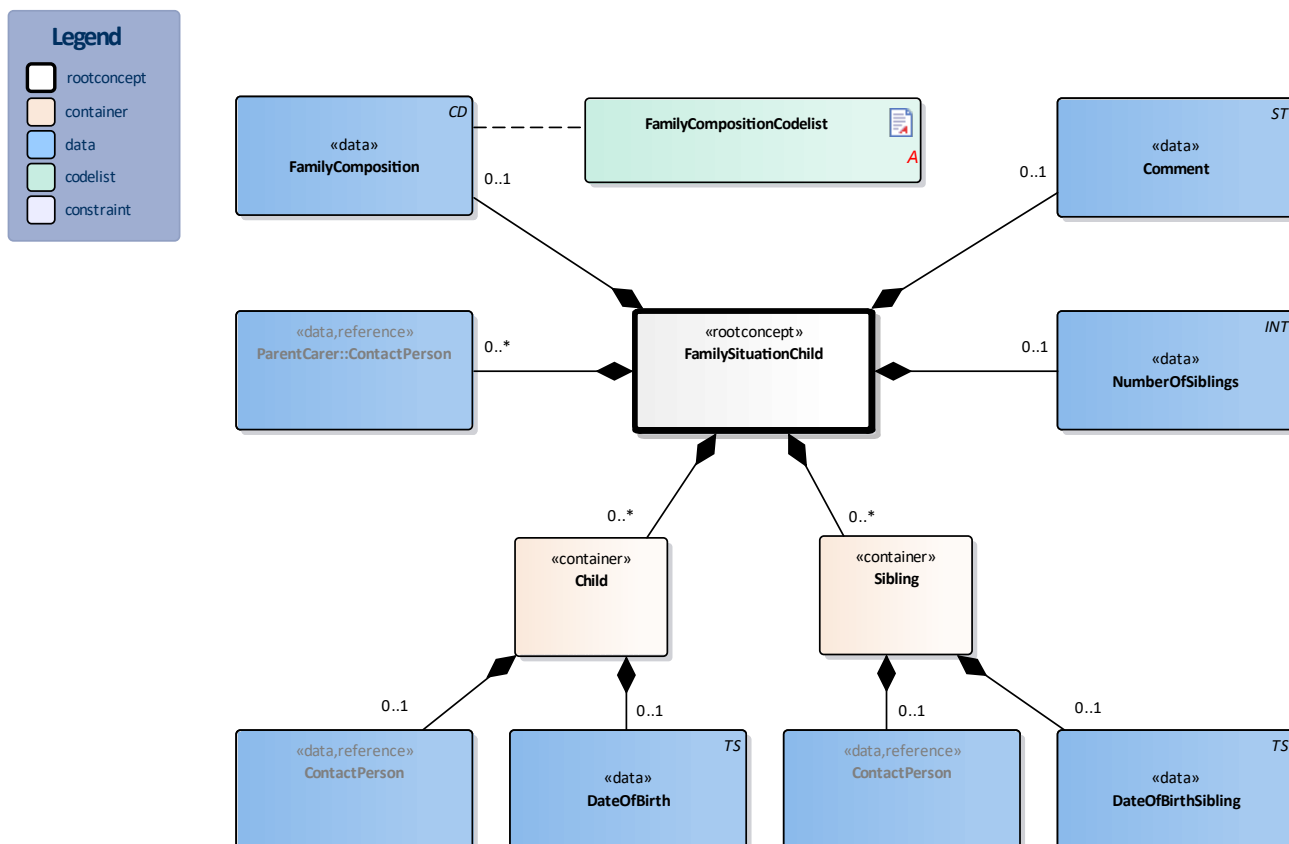 Legend
rootconcept
container
data
codelist
constraint
CD
«data»
FamilyComposition
0..1
FamilyCompositionCodelist
A
ST
«data»
Comment
0..1
«data,reference»
ParentCarer::ContactPerson
0..*
«rootconcept»
FamilySituationChild
INT
«data»
NumberOfSiblings
0..1
0..*
0..*
«container»
Child
«container»
Sibling
0..1
0..1
0..1
0..1
«data,reference»
ContactPerson
TS
«data»
DateOfBirth
«data,reference»
ContactPerson
TS
«data»
DateOfBirthSibling